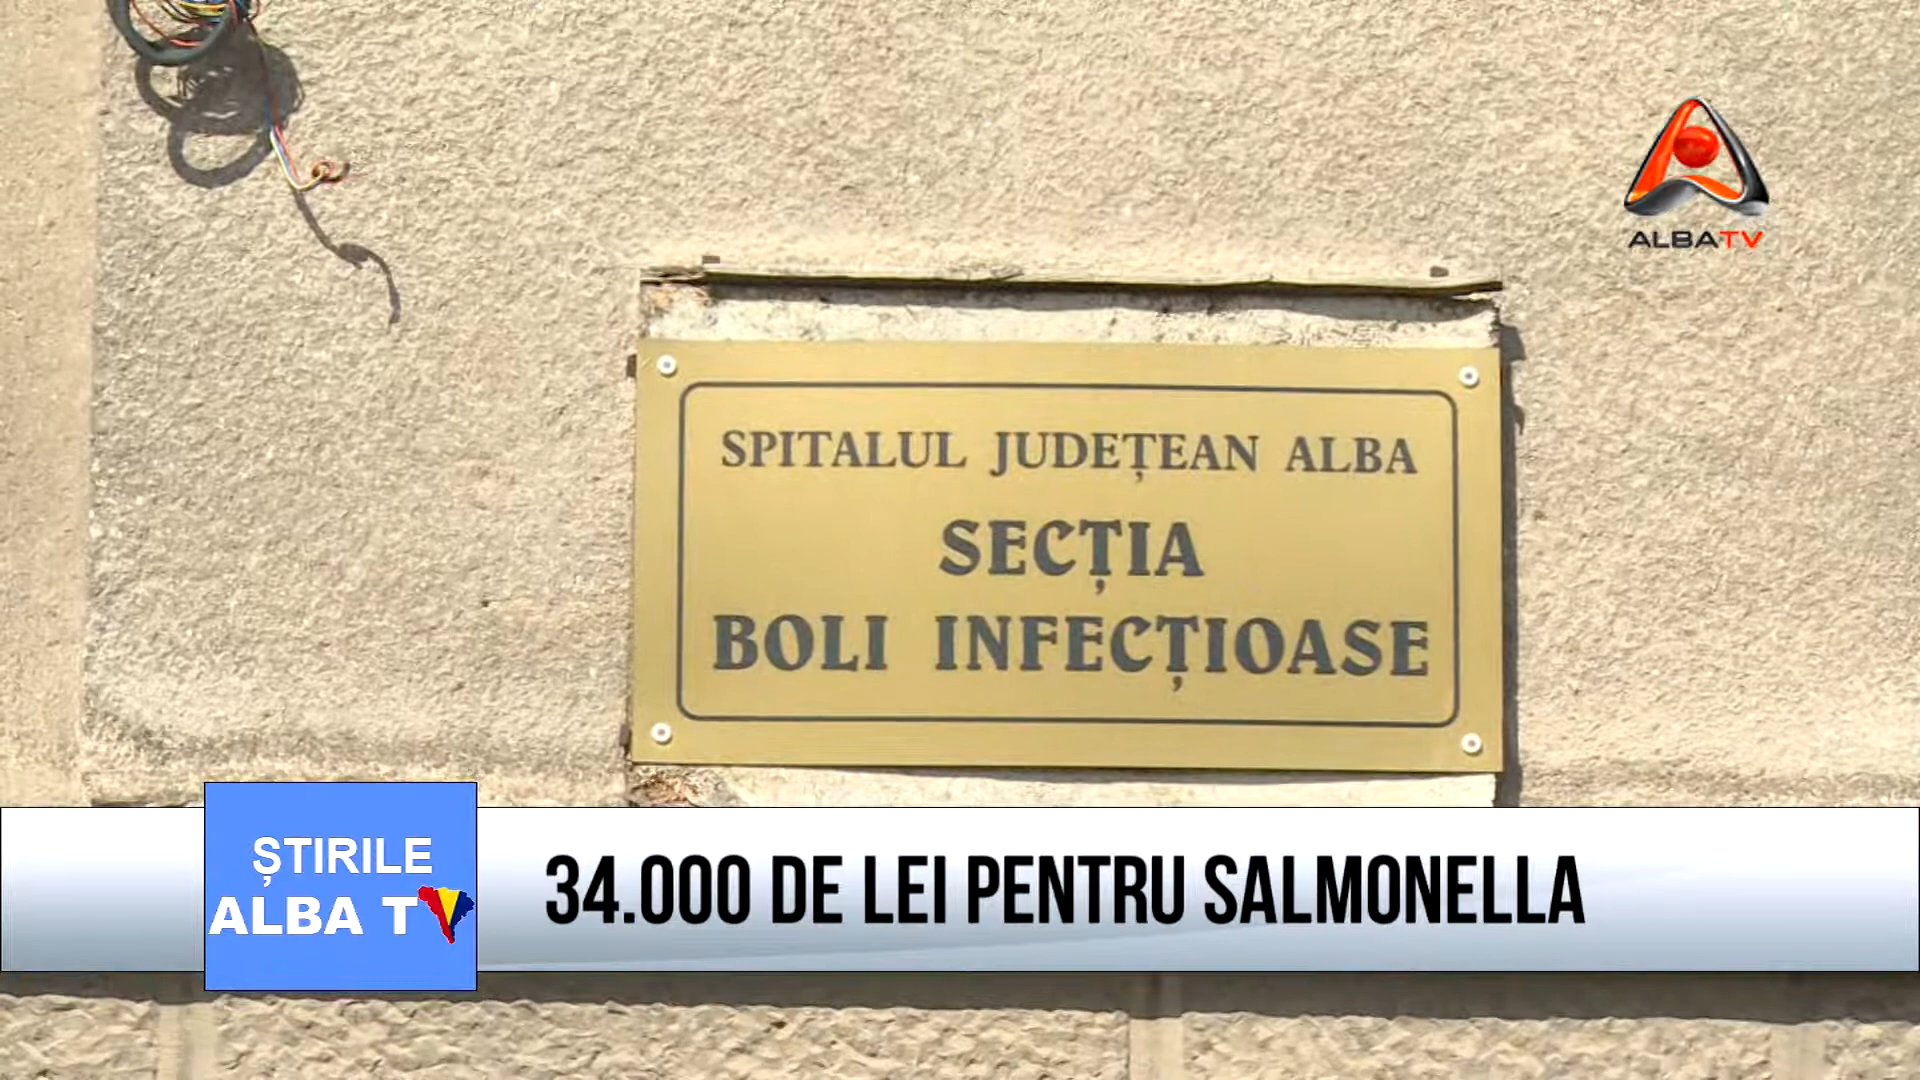 ALBATV
SPITALUL JUDEȚEAN ALBA
SECȚIA
BOLI INFECȚIOASE
ȘTIRILE
ALBA TV
34.000 DE LEI PENTRU SALMONELLA